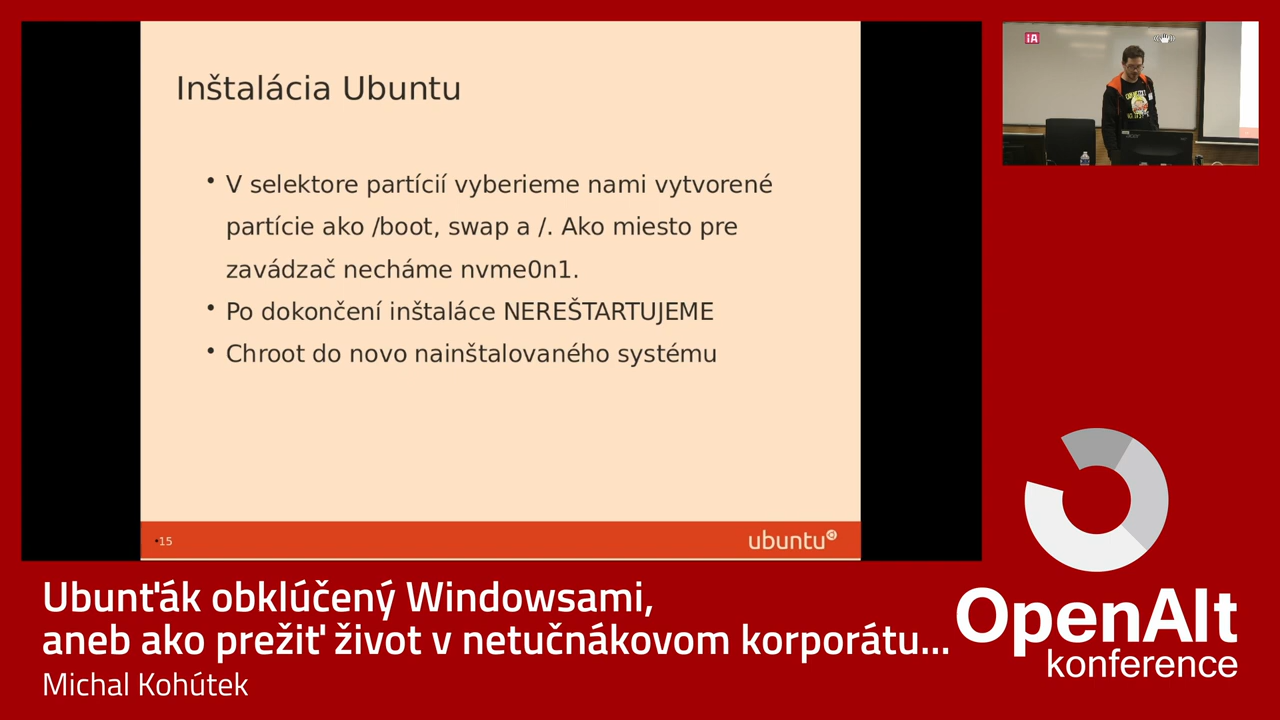 Inštalácia Ubuntu
• V selektore partícií vyberieme nami vytvorené
partície ako /boot, swap a /. Ako miesto pre
zavádzač necháme nvme0n1.
• Po dokončení inštaláce NEREŠTARTUJEME
• Chroot do novo nainštalovaného systému
•15
ubuntu
iA
Ubunťák obklúčený Windowsami,
aneb ako prežiť život v netučnákovom korporátu...
Michal Kohútek
OpenAlt
konference